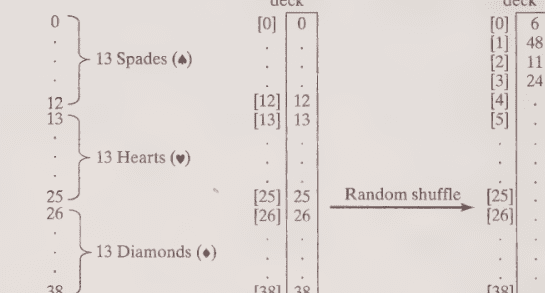 deck deck
0 [0] 0 [0] 6
. . . [1] 48
. 13 Spades (♠) . . [2] 11
. . . [3] 24
12 [12] 12 [4] .
13 [13] 13 [5] .
. . . . .
. 13 Hearts (♥) . . . .
. . . . .
25 [25] 25 Random shuffle [25] .
26 [26] 26 [26] .
. . . . .
. 13 Diamonds (♦) . . . .
. . . . .
38 [38] 38 [38] .